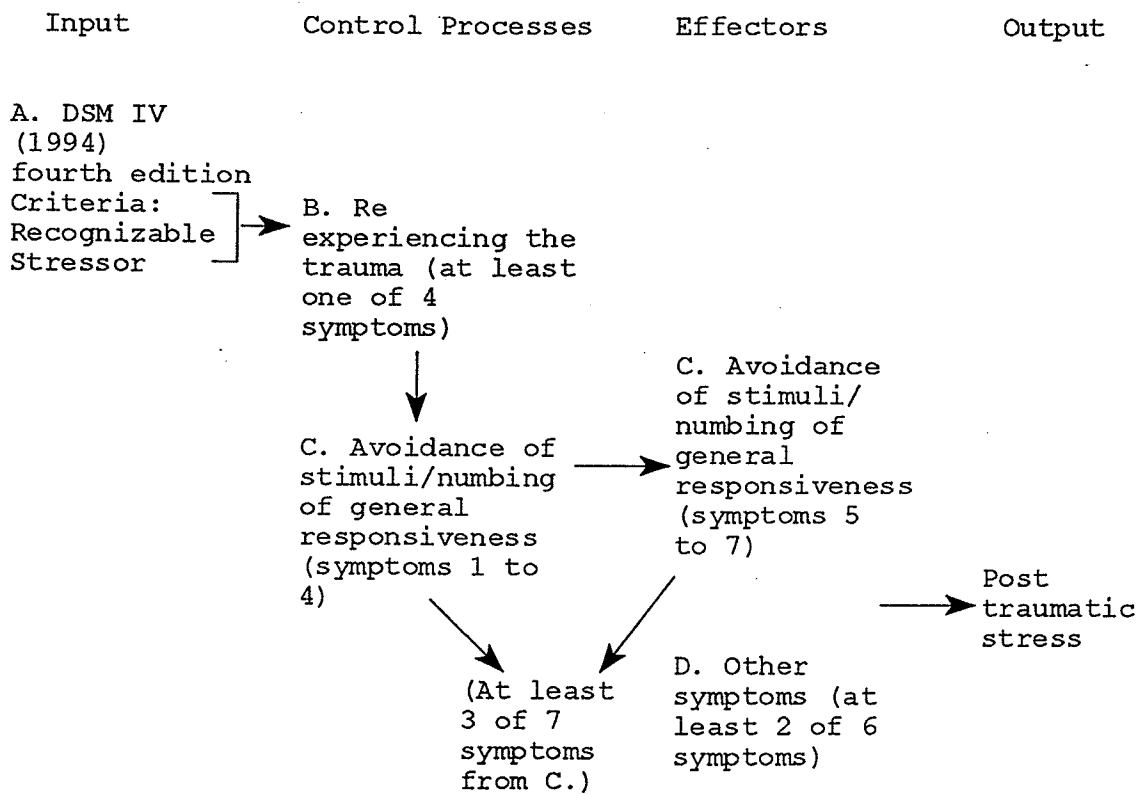 Input Control Processes Effectors Output
A. DSM IV
(1994)
fourth edition
Criteria:
Recognizable
Stressor
B. Re
experiencing the
trauma (at least
one of 4
symptoms)
C. Avoidance of
stimuli/numbing
of general
responsiveness
(symptoms 1 to
4)
C. Avoidance
of stimuli/
numbing of
general
responsiveness
(symptoms 5
to 7)
(At least
3 of 7
symptoms
from C.)
D. Other
symptoms (at
least 2 of 6
symptoms)
Post
traumatic
stress